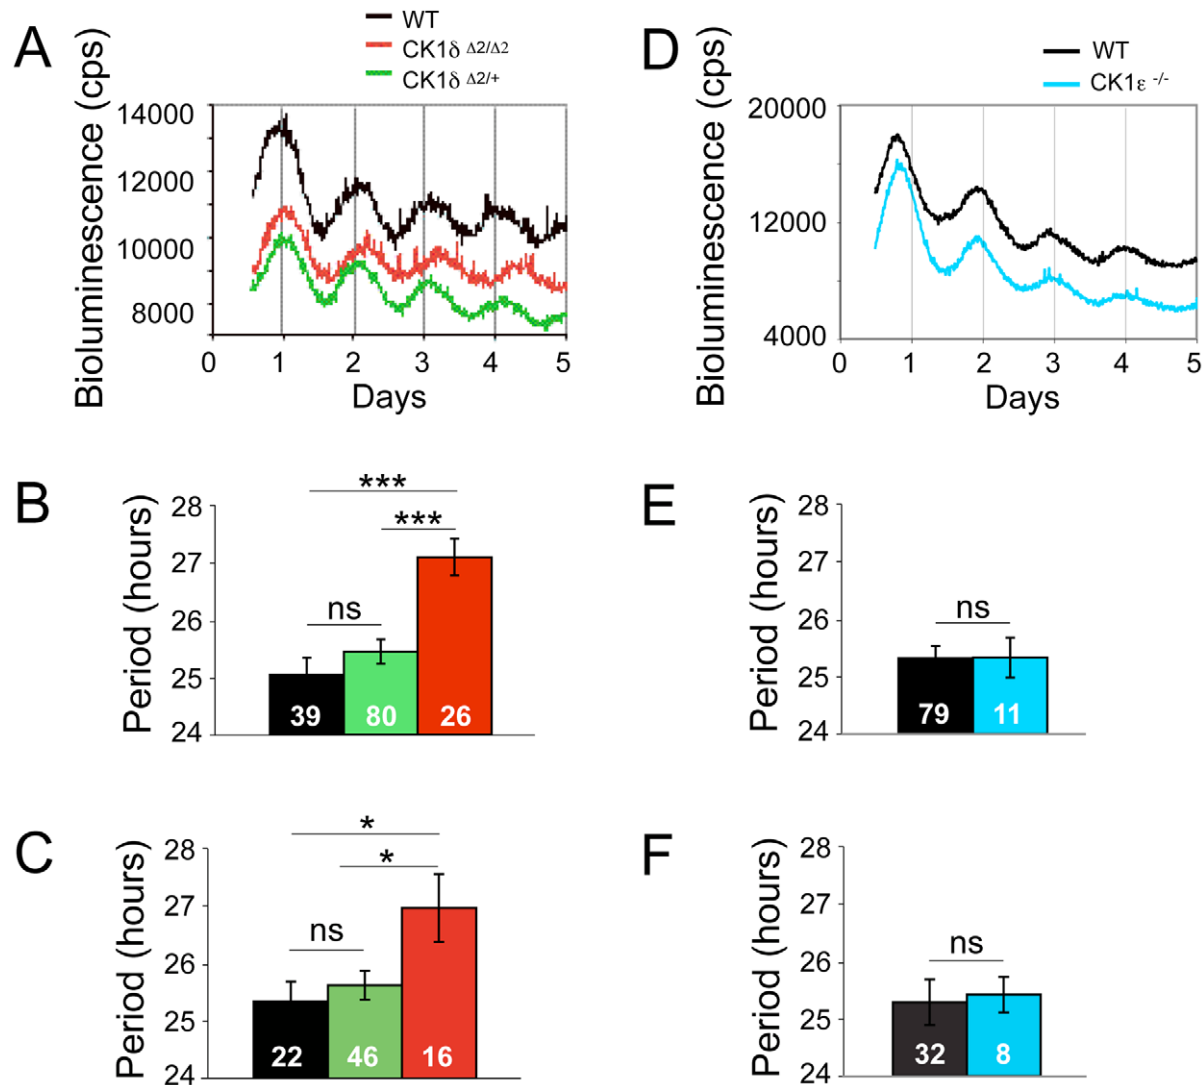 A
WT
CK1δ Δ2/Δ2
CK1δ Δ2/+
Bioluminescence (cps)
14000
12000
10000
8000
0 1 2 3 4 5
Days
D
WT
CK1ε -/-
Bioluminescence (cps)
20000
12000
4000
0 1 2 3 4 5
Days
B
Period (hours)
28
27
26
25
24
***
***
ns
39 80 26
E
Period (hours)
28
27
26
25
24
ns
79 11
C
Period (hours)
28
27
26
25
24
*
*
ns
22 46 16
F
Period (hours)
28
27
26
25
24
ns
32 8